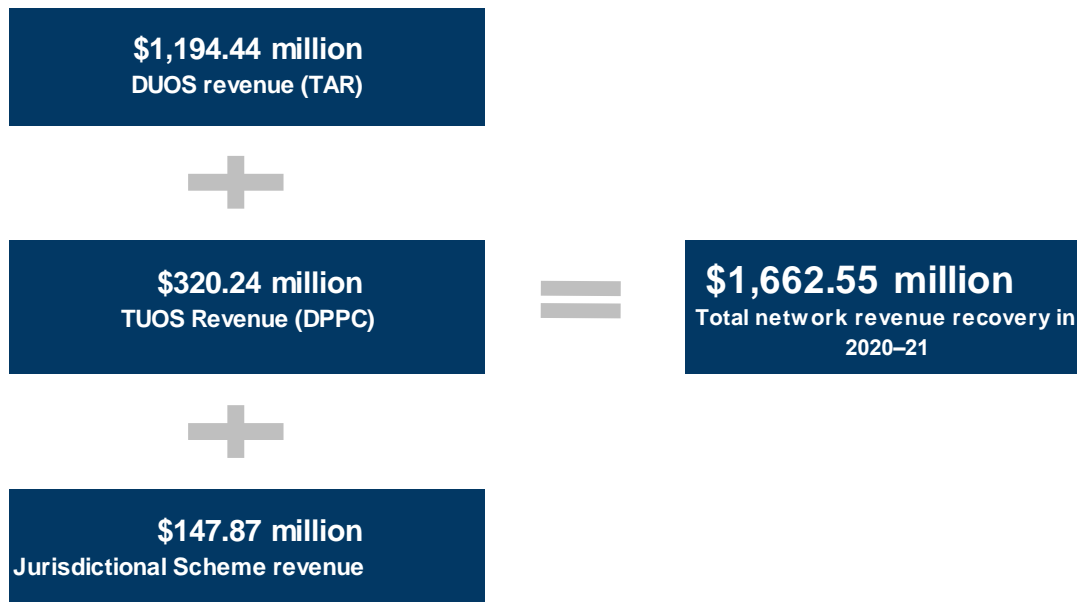 $1,194.44 million
DUOS revenue (TAR)
$320.24 million
TUOS Revenue (DPPC)
$1,662.55 million
Total network revenue recovery in
2020–21
$147.87 million
Jurisdictional Scheme revenue